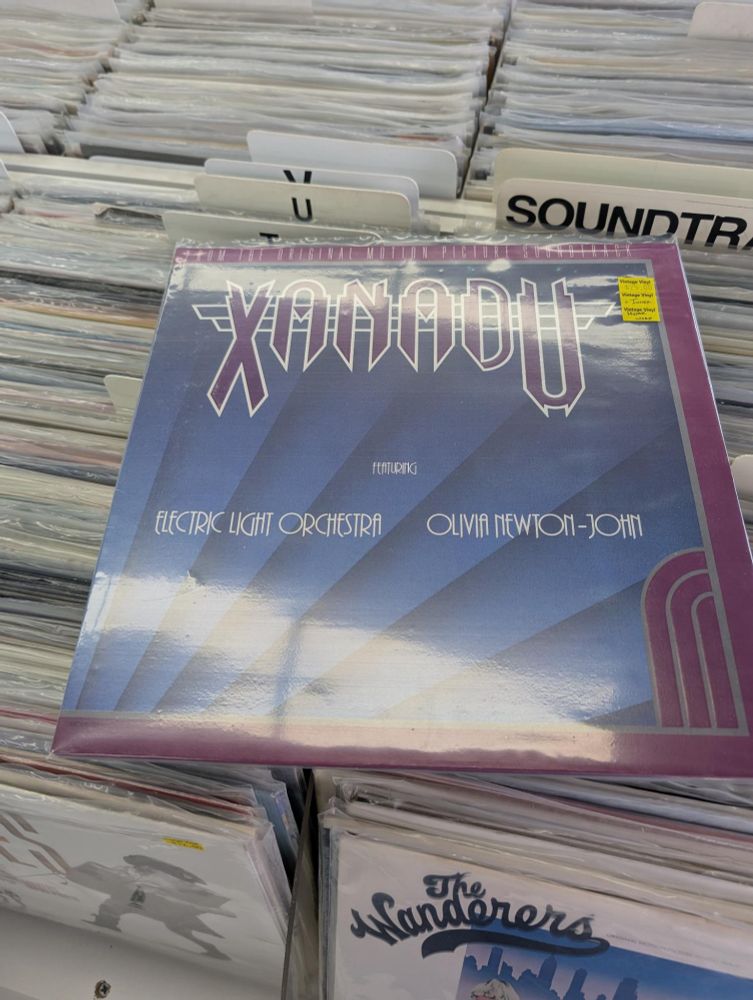 V
U
SOUNDTRA
FROM THE ORIGINAL MOTION PICTURE SOUNDTRACK
XANADU
Vintage Vinyl
Vintage Vinyl
Vintage Vinyl
FEATURING
ELECTRIC LIGHT ORCHESTRA OLIVIA NEWTON-JOHN
The
Wanderers